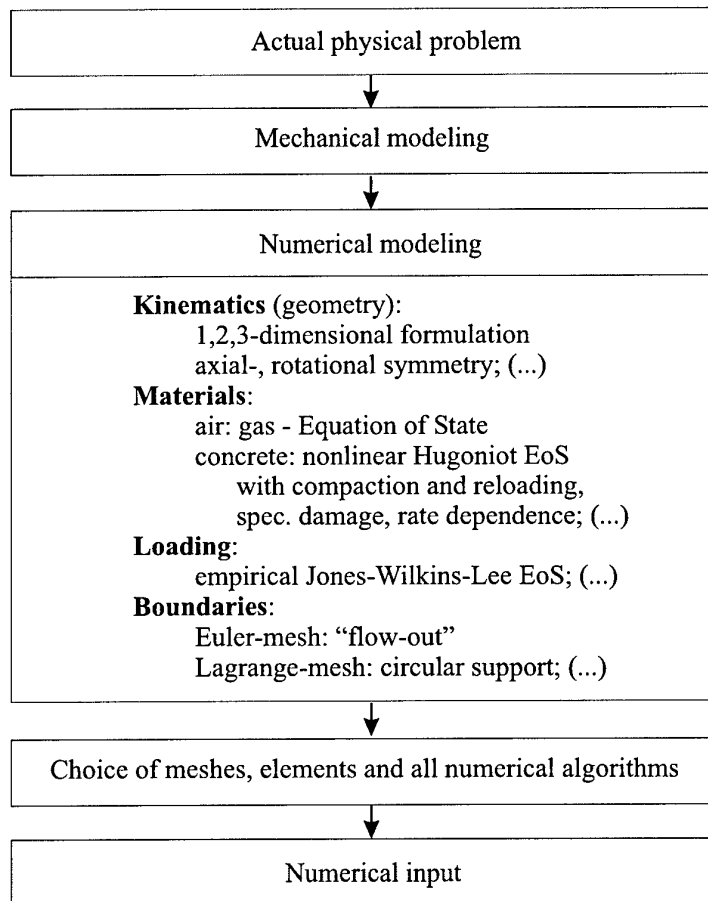 Actual physical problem
Mechanical modeling
Numerical modeling
Kinematics (geometry):
1,2,3-dimensional formulation
axial-, rotational symmetry; (...)
Materials:
air: gas - Equation of State
concrete: nonlinear Hugoniot EoS
with compaction and reloading,
spec. damage, rate dependence; (...)
Loading:
empirical Jones-Wilkins-Lee EoS; (...)
Boundaries:
Euler-mesh: “flow-out”
Lagrange-mesh: circular support; (...)
Choice of meshes, elements and all numerical algorithms
Numerical input